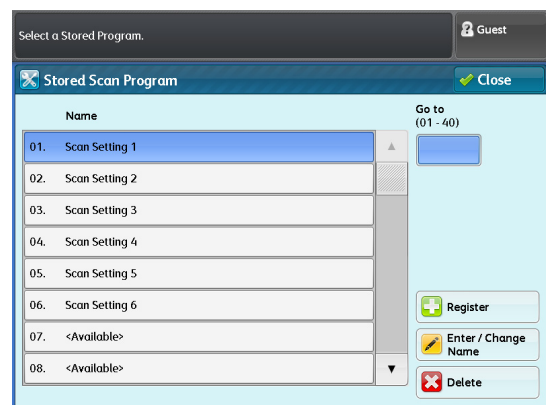 Select a Stored Program.
Guest
Stored Scan Program
Close
Name
Go to
(01 - 40)
01. Scan Setting 1
02. Scan Setting 2
03. Scan Setting 3
04. Scan Setting 4
05. Scan Setting 5
06. Scan Setting 6
07. <Available>
08. <Available>
Register
Enter / Change
Name
Delete